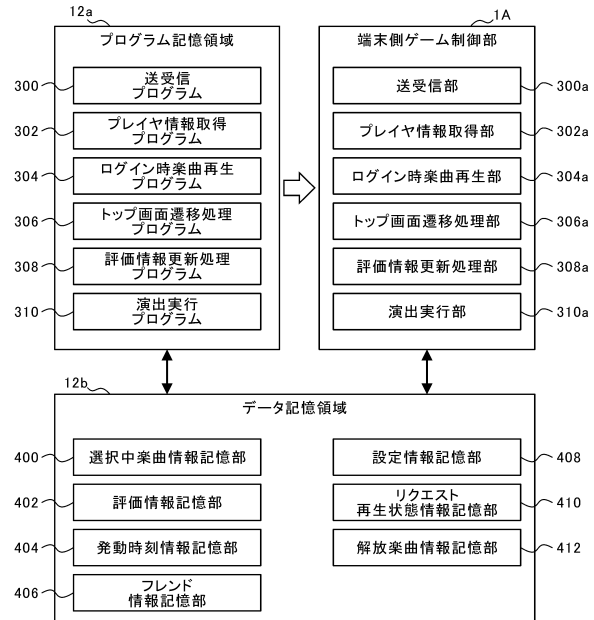 12a
プログラム記憶領域
300
送受信
プログラム
302
プレイヤ情報取得
プログラム
304
ログイン時楽曲再生
プログラム
306
トップ画面遷移処理
プログラム
308
評価情報更新処理
プログラム
310
演出実行
プログラム
1A
端末側ゲーム制御部
送受信部
300a
プレイヤ情報取得部
302a
ログイン時楽曲再生部
304a
トップ画面遷移処理部
306a
評価情報更新処理部
308a
演出実行部
310a
12b
データ記憶領域
400
選択中楽曲情報記憶部
402
評価情報記憶部
404
発動時刻情報記憶部
406
フレンド
情報記憶部
設定情報記憶部
408
リクエスト
再生状態情報記憶部
410
解放楽曲情報記憶部
412